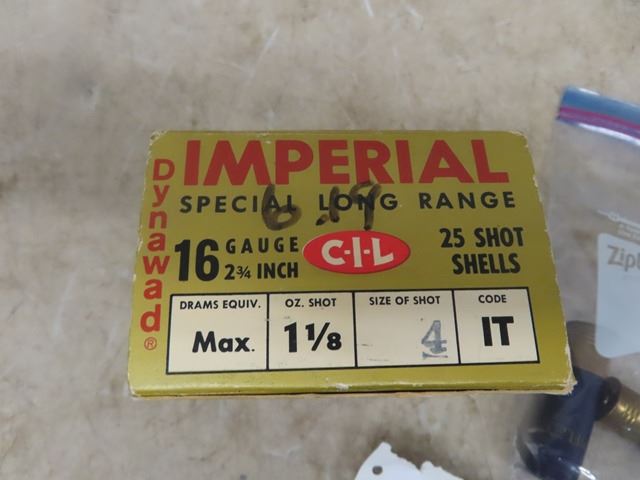 Dynawad®
IMPERIAL
SPECIAL LONG RANGE
6.19
16 GAUGE
2¾ INCH
C-I-L
25 SHOT
SHELLS
DRAMS EQUIV.
Max.
OZ. SHOT
1⅛
SIZE OF SHOT
4
CODE
IT
Zipl